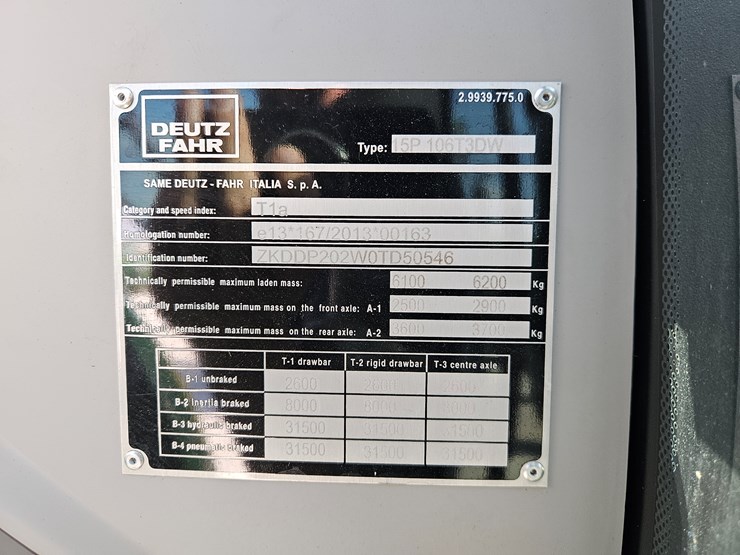 2.9939.775.0
DEUTZ
FAHR
Type: 15P 106T3DW
SAME DEUTZ - FAHR ITALIA S. p. A.
Category and speed index: T1a
Homologation number: e13*167/2013*00163
Identification number: ZKDDP202W0TD50546
Technically permissible maximum laden mass: 6100 6200 Kg
Technically permissible maximum mass on the front axle: A-1 2500 2900 Kg
Technically permissible maximum mass on the rear axle: A-2 3600 3700 Kg
T-1 drawbar T-2 rigid drawbar T-3 centre axle
B-1 unbraked 2600 2600 2600
B-2 inertia braked 8000 8000
B-3 hydraulic braked 31500 31500 31500
B-4 pneumatic braked 31500 31500 31500